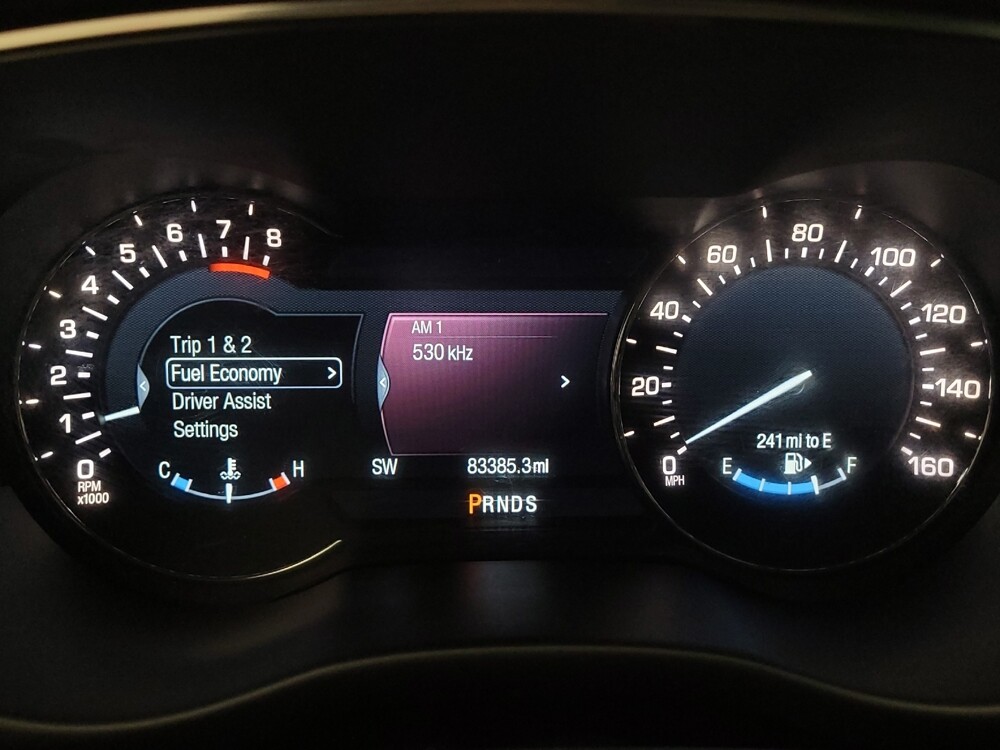 0
1
2
3
4
5
6
7
8
RPM
x1000
Trip 1 & 2
Fuel Economy >
Driver Assist
Settings
C H
AM 1
530 kHz
>
SW 83385.3 mi
PRNDS
0
20
40
60
80
100
120
140
160
MPH
241 mi to E
E F